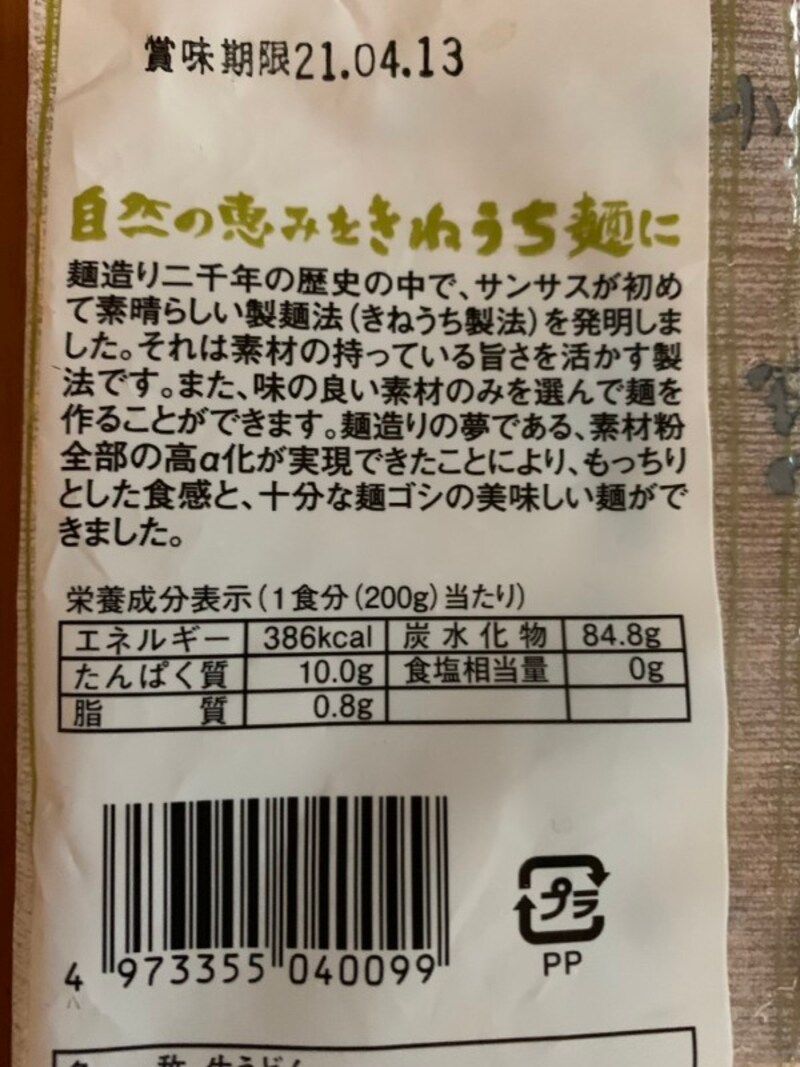 賞味期限21.04.13
自然の恵みをきねうち麺に
麺造り二千年の歴史の中で、サンサスが初め
て素晴らしい製麺法(きねうち製法)を発明しま
した。それは素材の持っている旨さを活かす製
法です。また、味の良い素材のみを選んで麺を
作ることができます。麺造りの夢である、素材粉
全部の高α化が実現できたことにより、もっちり
とした食感と、十分な麺ゴシの美味しい麺がで
きました。
栄養成分表示(1食分(200g)当たり)
エネルギー 386kcal 炭水化物 84.8g
たんぱく質 10.0g 食塩相当量 0g
脂質 0.8g
プラ
PP
4 973355 040099
称 生うどん